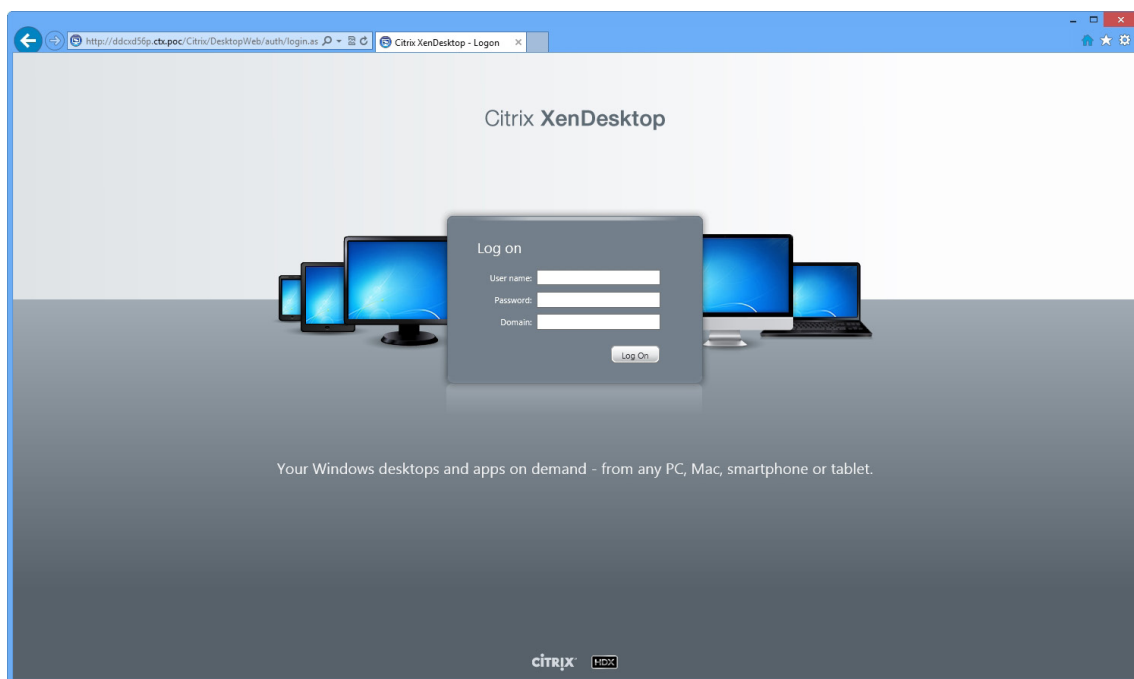 http://ddcxd56p.ctx.poc/Citrix/DesktopWeb/auth/login.as
Citrix XenDesktop - Logon
Citrix XenDesktop
Log on
User name:
Password:
Domain:
Log On
Your Windows desktops and apps on demand - from any PC, Mac, smartphone or tablet.
CITRIX HDX